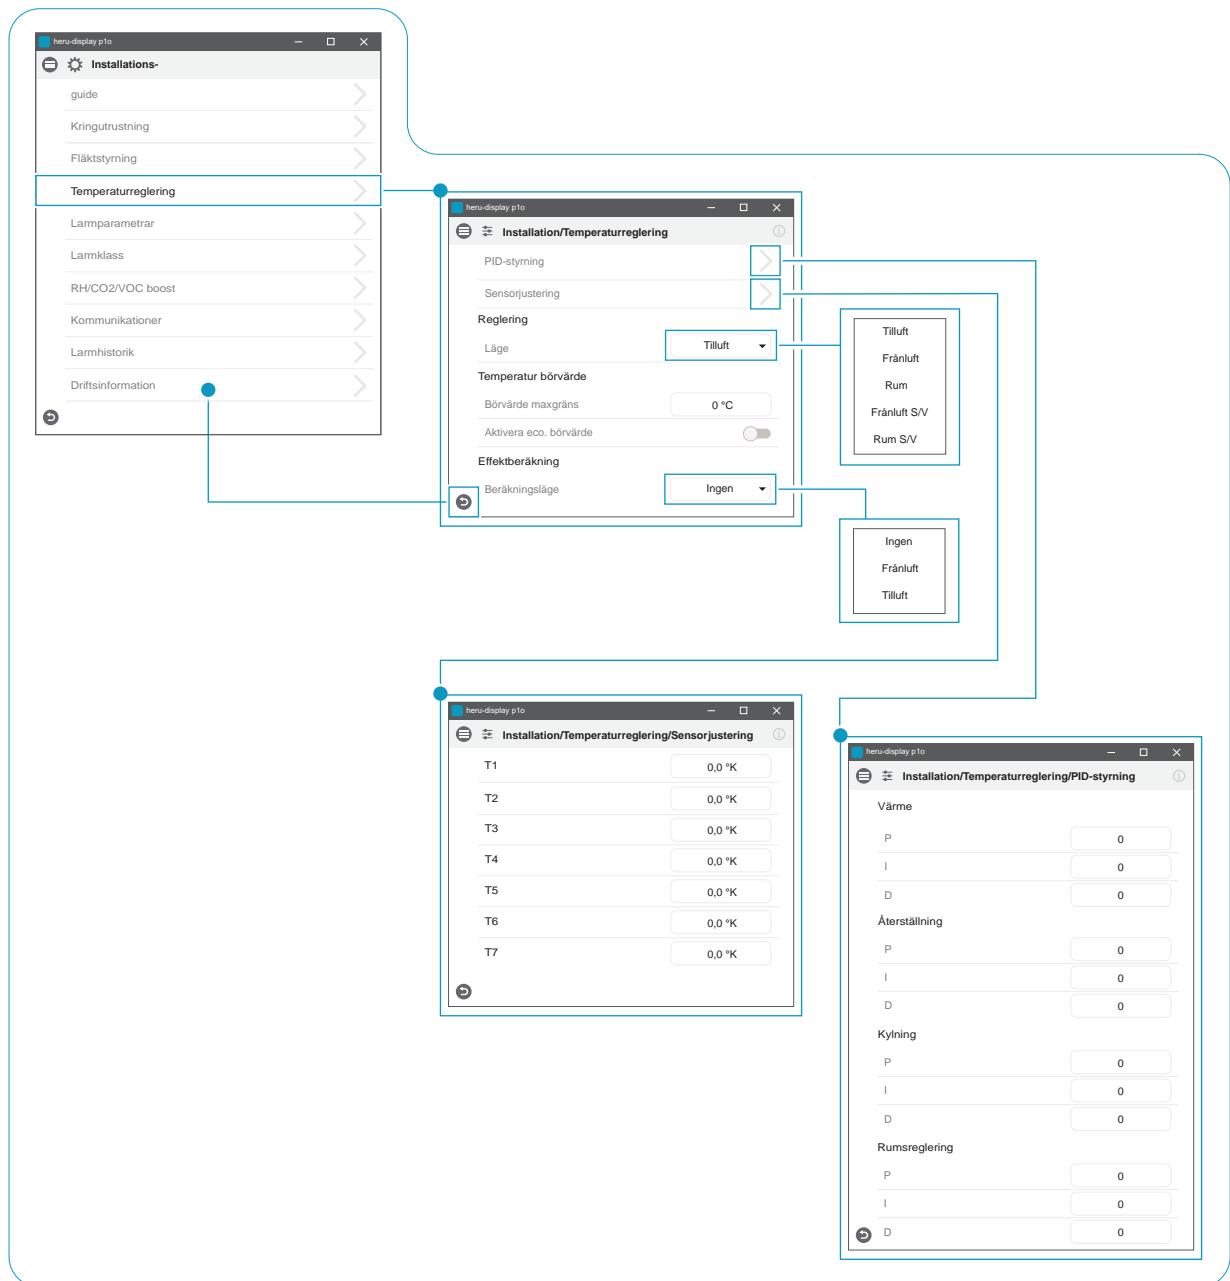 heru-display p1o
Installations-
guide
Kringutrustning
Fläktstyrning
Temperaturreglering
Larmparametrar
Larmklass
RH/CO2/VOC boost
Kommunikationer
Larmhistorik
Driftsinformation
heru-display p1o
Installation/Temperaturreglering
PID-styrning
Sensorjustering
Reglering
Läge Tilluft
Temperatur börvärde
Börvärde maxgräns 0 °C
Aktivera eco. börvärde
Effektberäkning
Beräkningsläge Ingen
Tilluft
Frånluft
Rum
Frånluft S/V
Rum S/V
Ingen
Frånluft
Tilluft
heru-display p1o
Installation/Temperaturreglering/Sensorjustering
T1 0,0 °K
T2 0,0 °K
T3 0,0 °K
T4 0,0 °K
T5 0,0 °K
T6 0,0 °K
T7 0,0 °K
heru-display p1o
Installation/Temperaturreglering/PID-styrning
Värme
P 0
I 0
D 0
Återställning
P 0
I 0
D 0
Kylning
P 0
I 0
D 0
Rumsreglering
P 0
I 0
D 0